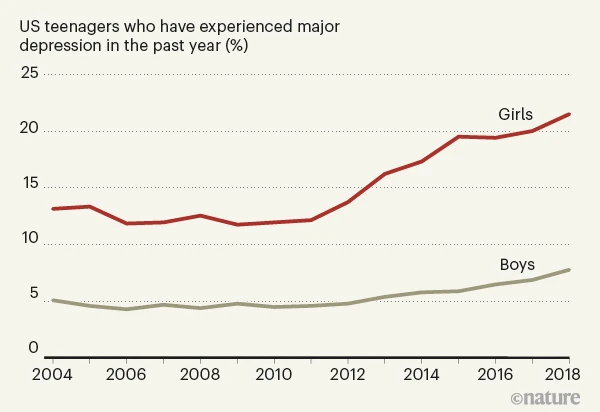 US teenagers who have experienced major
depression in the past year (%)
25
Girls
20
15
10
Boys
5
0
2004 2006 2008 2010 2012 2014 2016 2018
©nature